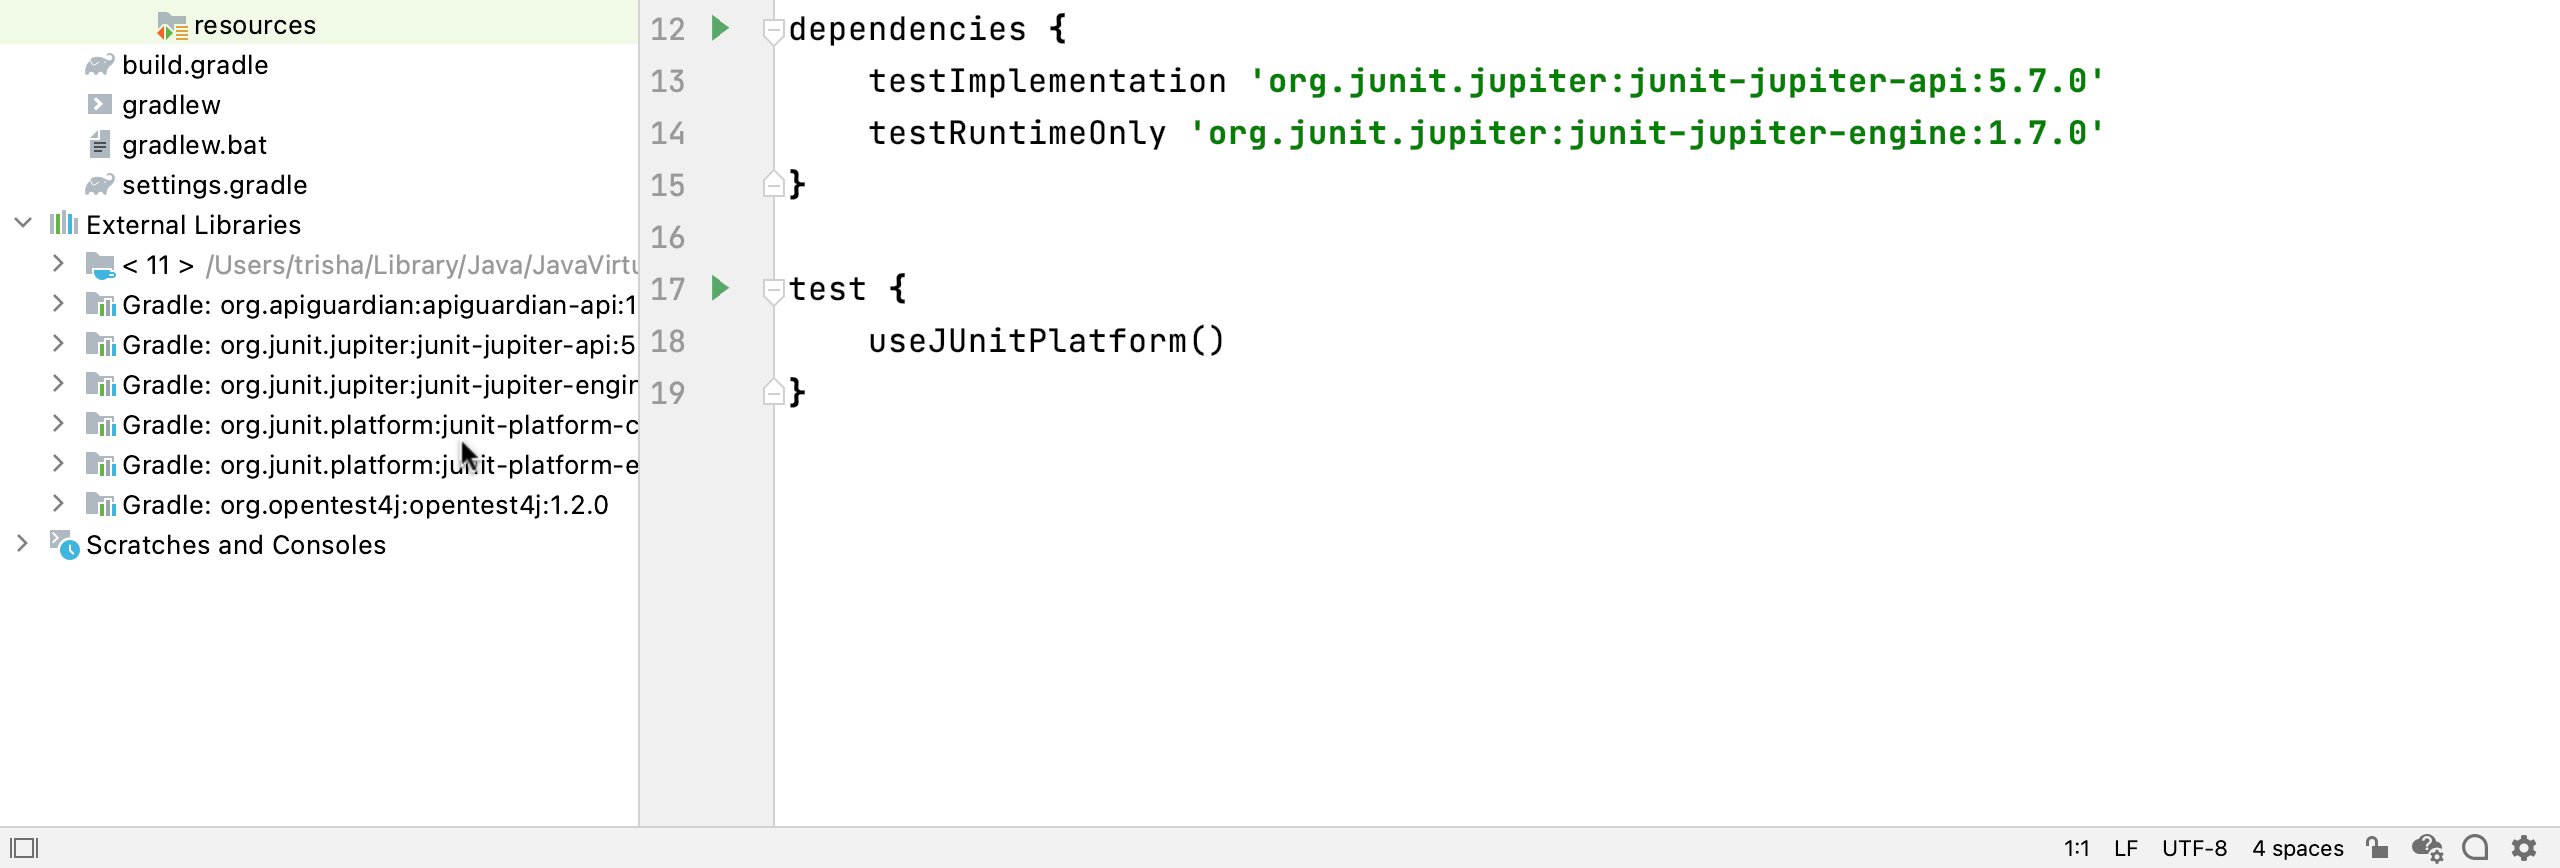 resources
build.gradle
gradlew
gradlew.bat
settings.gradle
External Libraries
< 11 > /Users/trisha/Library/Java/JavaVirtu
Gradle: org.apiguardian:apiguardian-api:1
Gradle: org.junit.jupiter:junit-jupiter-api:5
Gradle: org.junit.jupiter:junit-jupiter-engin
Gradle: org.junit.platform:junit-platform-c
Gradle: org.junit.platform:junit-platform-e
Gradle: org.opentest4j:opentest4j:1.2.0
Scratches and Consoles
12 dependencies {
13 testImplementation 'org.junit.jupiter:junit-jupiter-api:5.7.0'
14 testRuntimeOnly 'org.junit.jupiter:junit-jupiter-engine:1.7.0'
15 }
16
17 test {
18 useJUnitPlatform()
19 }
1:1 LF UTF-8 4 spaces